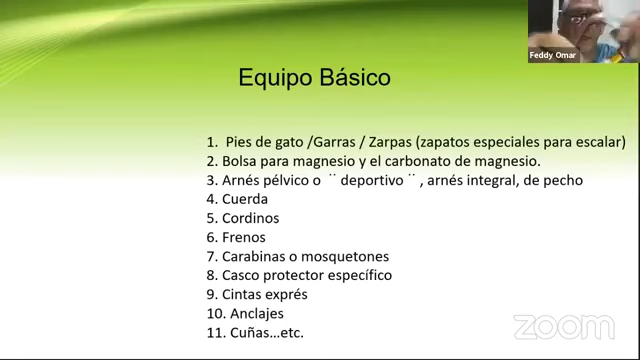 Feddy Omar
Equipo Básico
1. Pies de gato /Garras / Zarpas (zapatos especiales para escalar)
2. Bolsa para magnesio y el carbonato de magnesio.
3. Arnés pélvico o ¨ deportivo ¨ , arnés integral, de pecho
4. Cuerda
5. Cordinos
6. Frenos
7. Carabinas o mosquetones
8. Casco protector específico
9. Cintas exprés
10. Anclajes
11. Cuñas...etc.
zoom